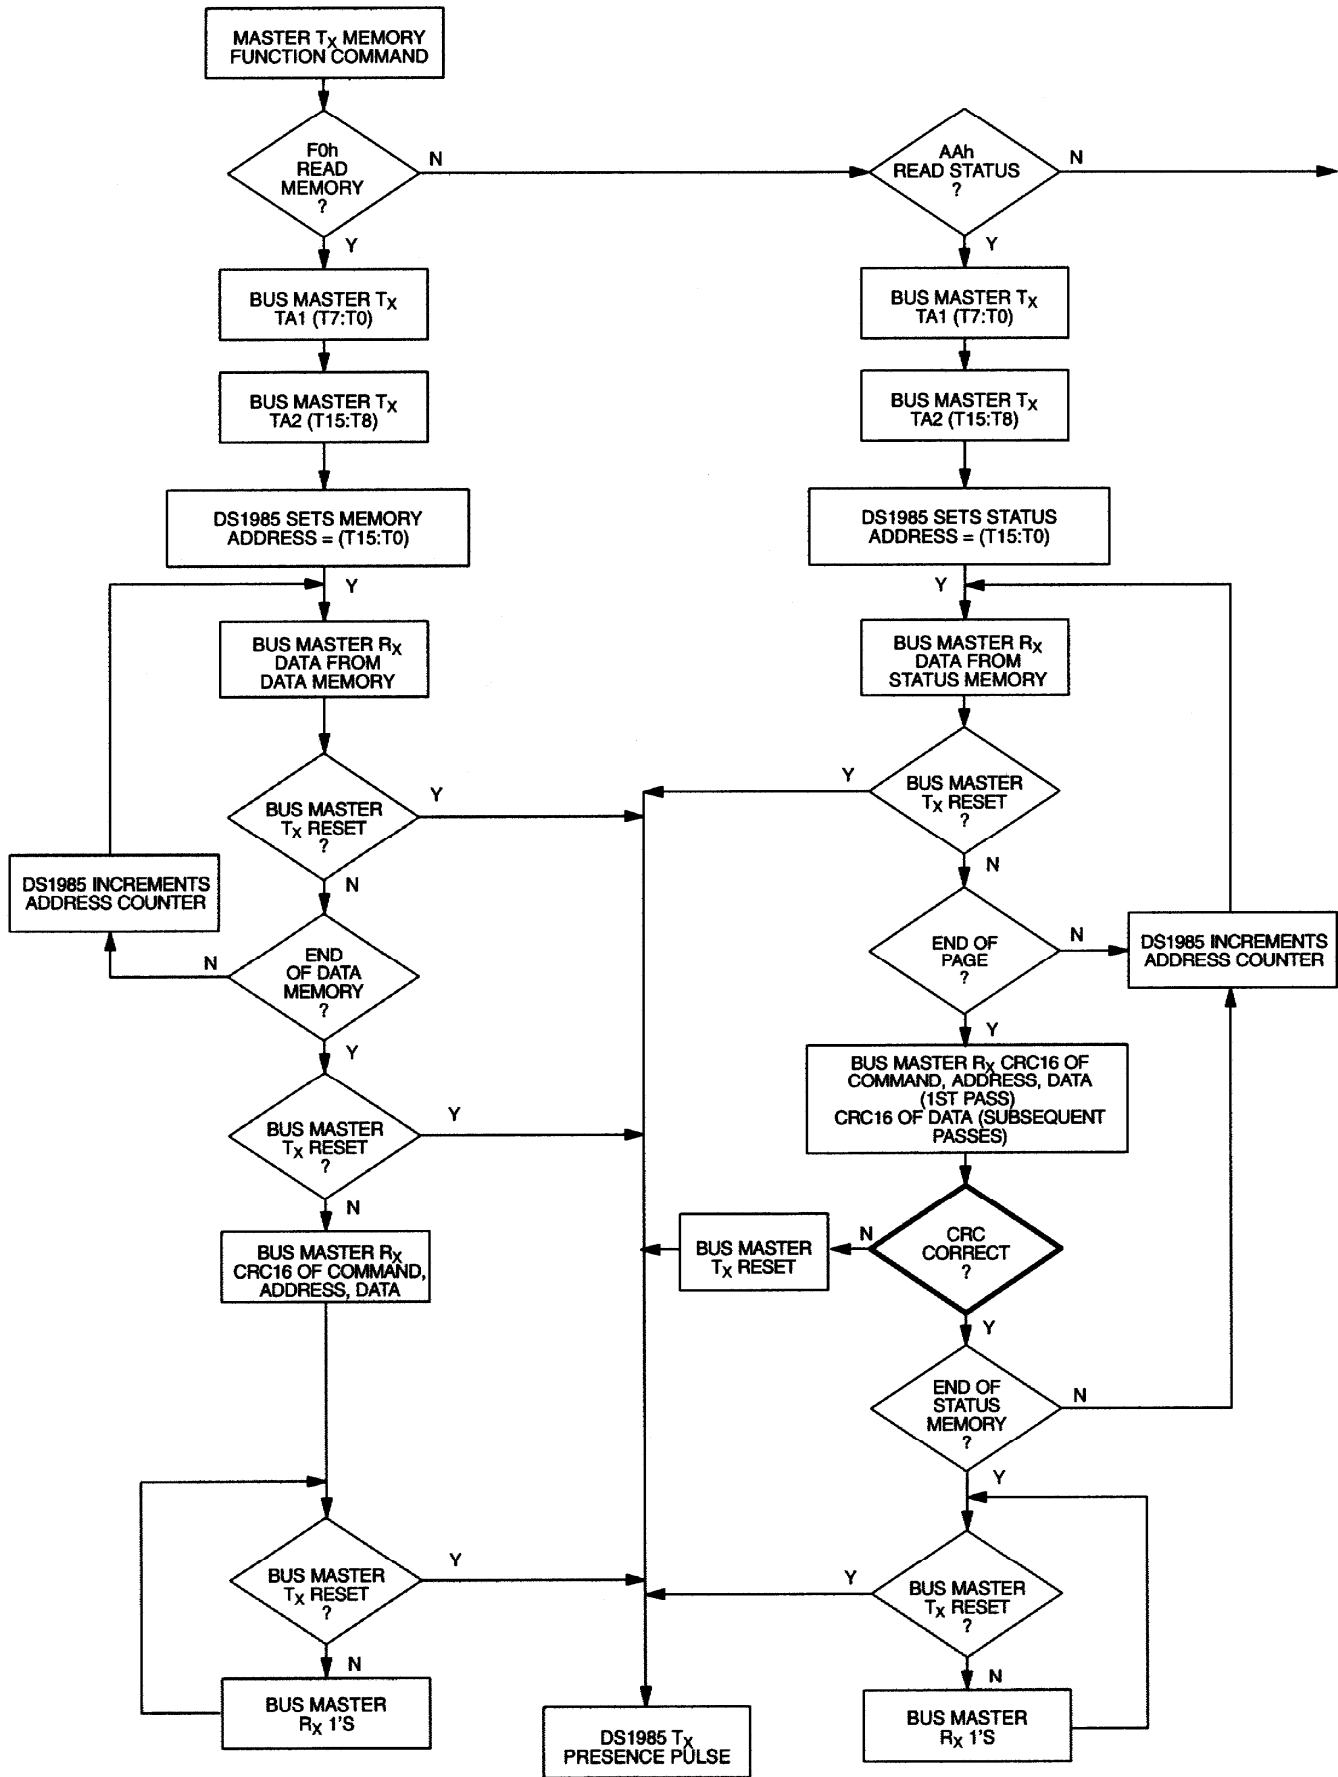 MASTER TX MEMORY
FUNCTION COMMAND
F0h
READ
MEMORY
?
N
Y
BUS MASTER TX
TA1 (T7:T0)
BUS MASTER TX
TA2 (T15:T8)
DS1985 SETS MEMORY
ADDRESS = (T15:T0)
Y
BUS MASTER RX
DATA FROM
DATA MEMORY
BUS MASTER
TX RESET
?
Y
N
DS1985 INCREMENTS
ADDRESS COUNTER
END
OF DATA
MEMORY
?
N
Y
BUS MASTER
TX RESET
?
Y
N
BUS MASTER RX
CRC16 OF COMMAND,
ADDRESS, DATA
BUS MASTER
TX RESET
?
Y
N
BUS MASTER
RX 1'S
AAh
READ STATUS
?
N
Y
BUS MASTER TX
TA1 (T7:T0)
BUS MASTER TX
TA2 (T15:T8)
DS1985 SETS STATUS
ADDRESS = (T15:T0)
Y
BUS MASTER RX
DATA FROM
STATUS MEMORY
BUS MASTER
TX RESET
?
Y
N
END OF
PAGE
?
N
DS1985 INCREMENTS
ADDRESS COUNTER
Y
BUS MASTER RX CRC16 OF
COMMAND, ADDRESS, DATA
(1ST PASS)
CRC16 OF DATA (SUBSEQUENT
PASSES)
CRC
CORRECT
?
N
BUS MASTER
TX RESET
Y
END OF
STATUS
MEMORY
?
N
Y
BUS MASTER
TX RESET
?
Y
N
BUS MASTER
RX 1'S
DS1985 TX
PRESENCE PULSE